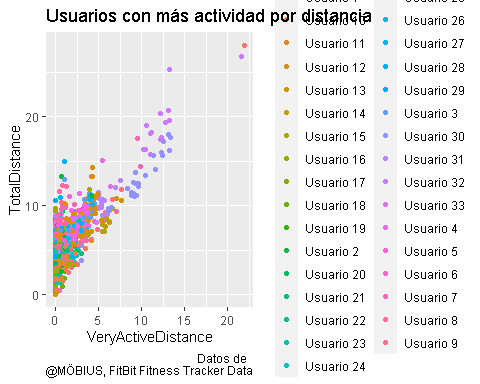 Usuarios con más actividad por distancia
TotalDistance
20
10
0
0
5
10
15
20
VeryActiveDistance
Datos de
@MÖBIUS, FitBit Fitness Tracker Data
Usuario 11
Usuario 12
Usuario 13
Usuario 14
Usuario 15
Usuario 16
Usuario 17
Usuario 18
Usuario 19
Usuario 2
Usuario 20
Usuario 21
Usuario 22
Usuario 23
Usuario 24
Usuario 26
Usuario 27
Usuario 28
Usuario 29
Usuario 3
Usuario 30
Usuario 31
Usuario 32
Usuario 33
Usuario 4
Usuario 5
Usuario 6
Usuario 7
Usuario 8
Usuario 9